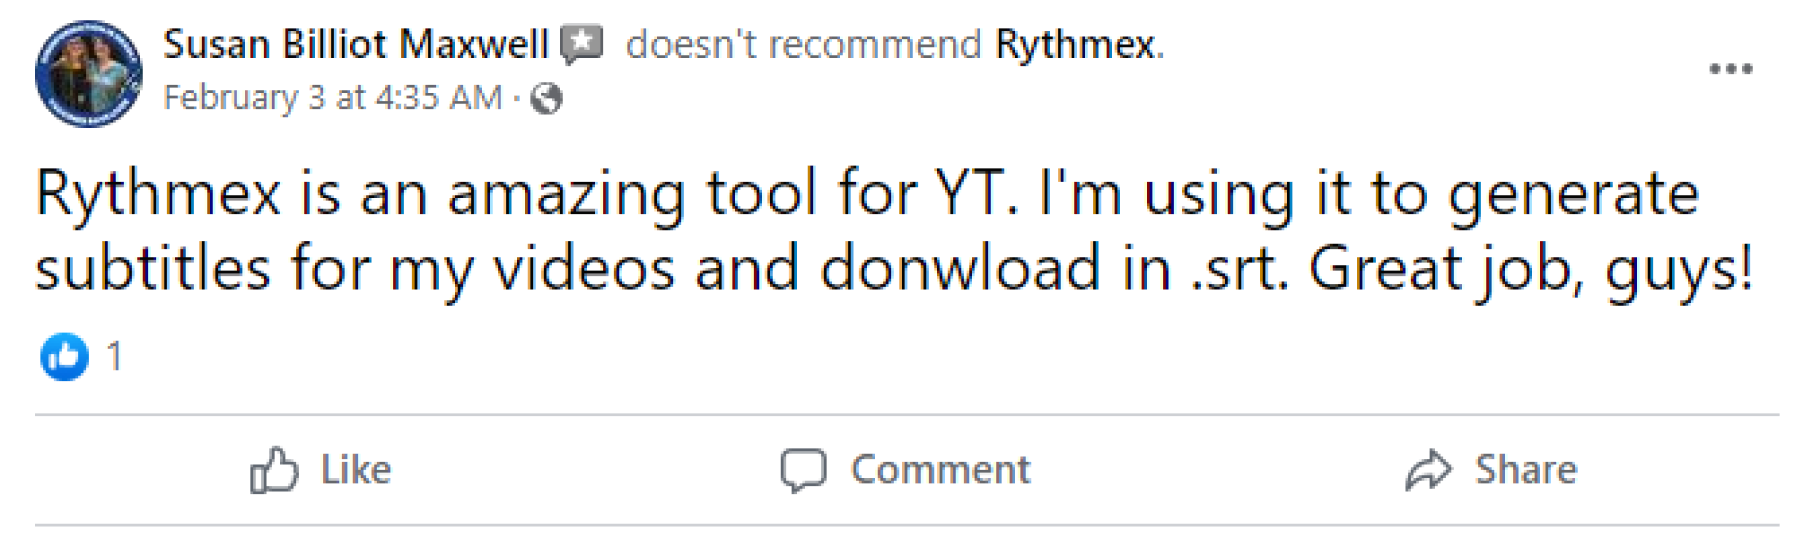 Susan Billiot Maxwell doesn't recommend Rythmex.
February 3 at 4:35 AM ·
Rythmex is an amazing tool for YT. I'm using it to generate
subtitles for my videos and donwload in .srt. Great job, guys!
1
Like Comment Share